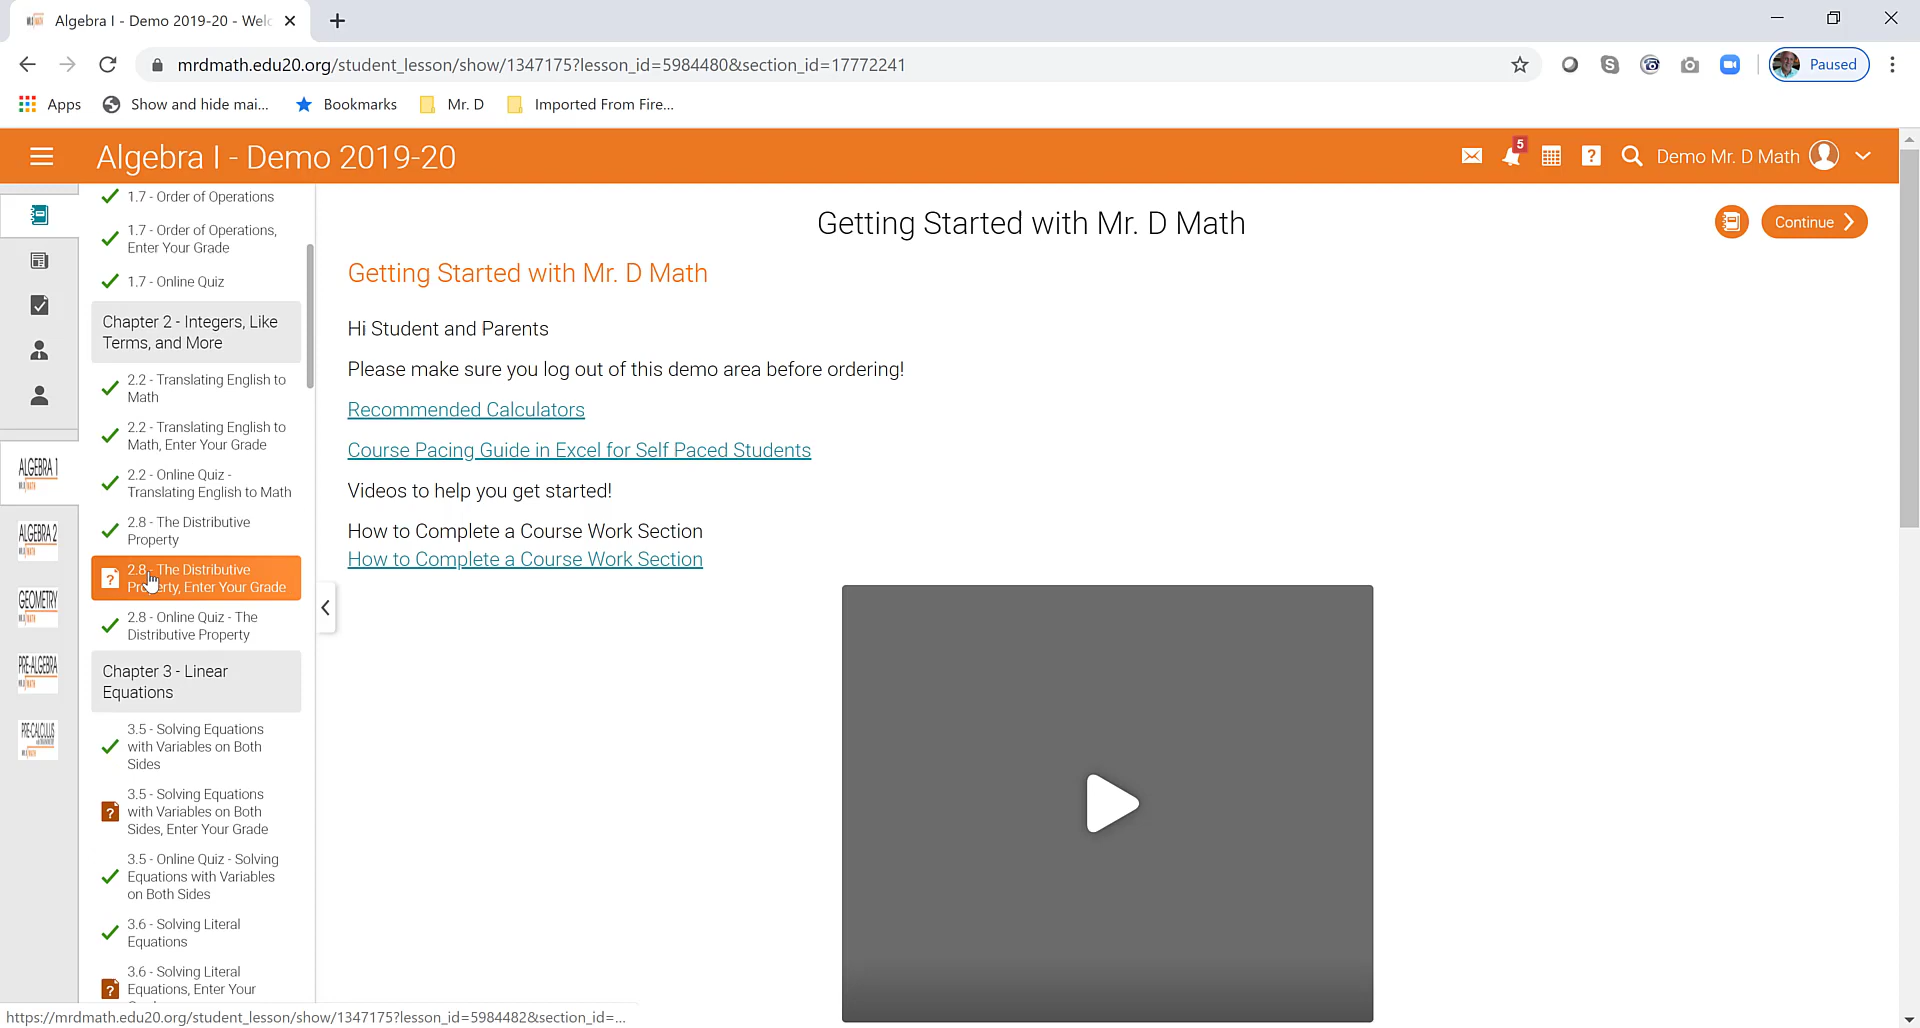 Algebra I - Demo 2019-20 - Welc
mrdmath.edu20.org/student_lesson/show/1347175?lesson_id=5984480&section_id=17772241
Paused
Apps
Show and hide mai...
Bookmarks
Mr. D
Imported From Fire...
Algebra I - Demo 2019-20
5
Demo Mr. D Math
1.7 - Order of Operations
1.7 - Order of Operations,
Enter Your Grade
1.7 - Online Quiz
Chapter 2 - Integers, Like
Terms, and More
2.2 - Translating English to
Math
2.2 - Translating English to
Math, Enter Your Grade
2.2 - Online Quiz -
Translating English to Math
2.8 - The Distributive
Property
2.8 - The Distributive
Property, Enter Your Grade
2.8 - Online Quiz - The
Distributive Property
Chapter 3 - Linear
Equations
3.5 - Solving Equations
with Variables on Both
Sides
3.5 - Solving Equations
with Variables on Both
Sides, Enter Your Grade
3.5 - Online Quiz - Solving
Equations with Variables
on Both Sides
3.6 - Solving Literal
Equations
3.6 - Solving Literal
Equations, Enter Your
ALGEBRA 1
ALGEBRA 2
GEOMETRY
PRE-ALGEBRA
PRE-CALCULUS
Getting Started with Mr. D Math
Continue
Getting Started with Mr. D Math
Hi Student and Parents
Please make sure you log out of this demo area before ordering!
Recommended Calculators
Course Pacing Guide in Excel for Self Paced Students
Videos to help you get started!
How to Complete a Course Work Section
How to Complete a Course Work Section
https://mrdmath.edu20.org/student_lesson/show/1347175?lesson_id=5984482&section_id=...